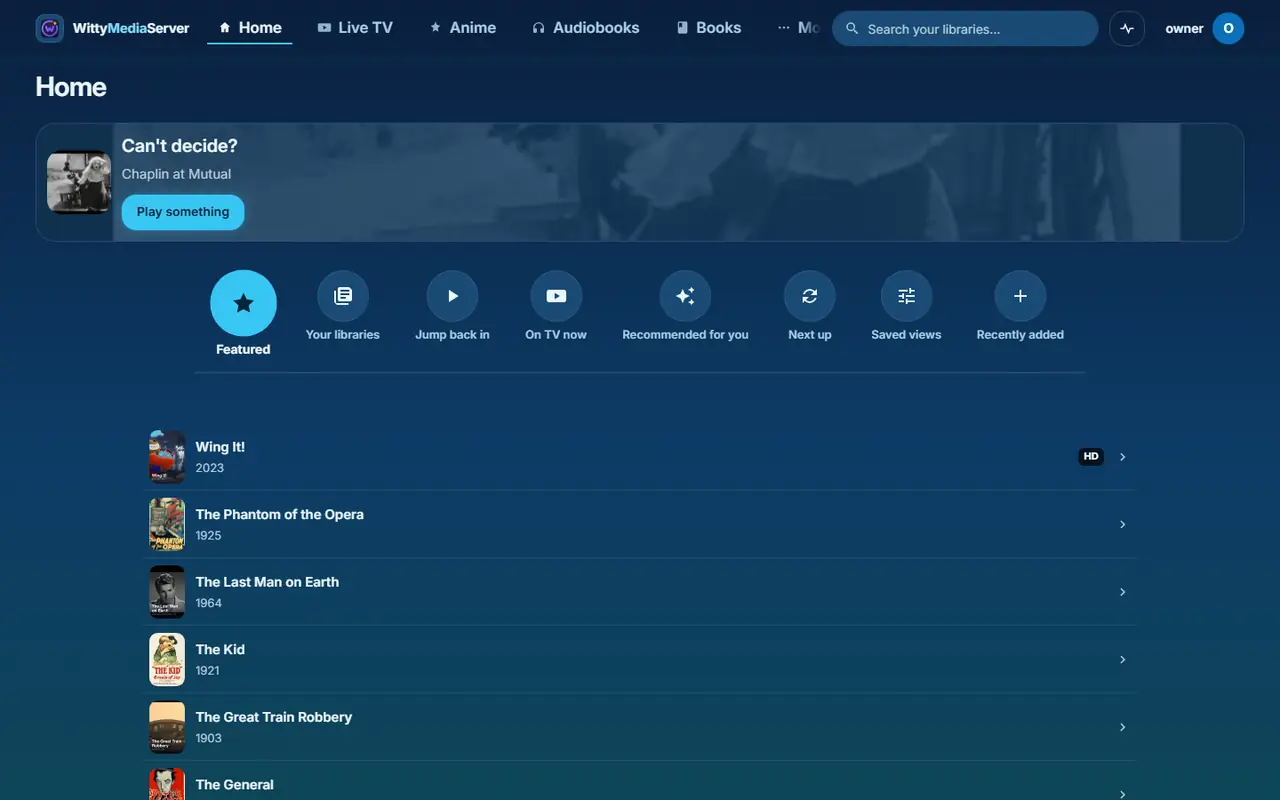 WittyMediaServer
Home
Live TV
Anime
Audiobooks
Books
Mo
Search your libraries...
owner
O
Home
Can't decide?
Chaplin at Mutual
Play something
Featured
Your libraries
Jump back in
On TV now
Recommended for you
Next up
Saved views
Recently added
Wing It!
2023
HD
The Phantom of the Opera
1925
The Last Man on Earth
1964
THE KID
The Kid
1921
The Great Train Robbery
1903
The General